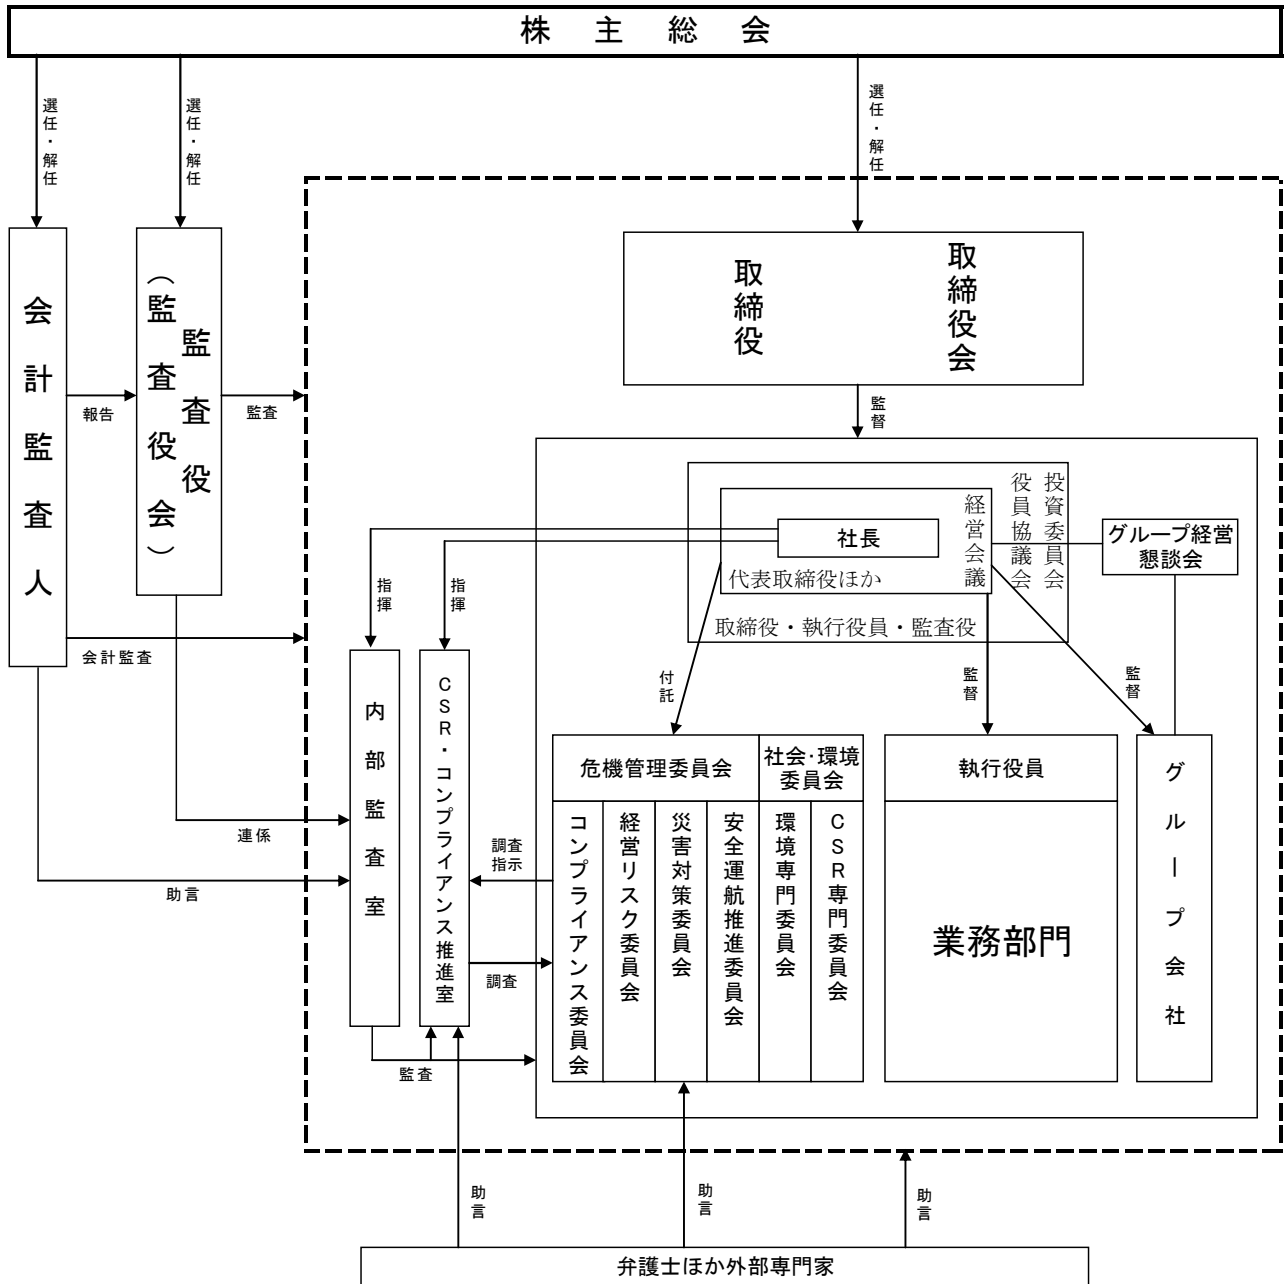 株主総会
選任・解任
選任・解任
選任・解任
会計監査人
監査役
（監査役会）
取締役
取締役会
報告
監査
監督
社長
経営会議
代表取締役ほか
役員協議会
投資委員会
取締役・執行役員・監査役
グループ経営
懇談会
指揮
指揮
会計監査
付託
監督
監督
内部監査室
CSR・コンプライアンス推進室
危機管理委員会
社会・環境
委員会
執行役員
グループ会社
コンプライアンス委員会
経営リスク委員会
災害対策委員会
安全運航推進委員会
環境専門委員会
CSR専門委員会
業務部門
連係
調査
指示
助言
調査
監査
助言
助言
助言
弁護士ほか外部専門家